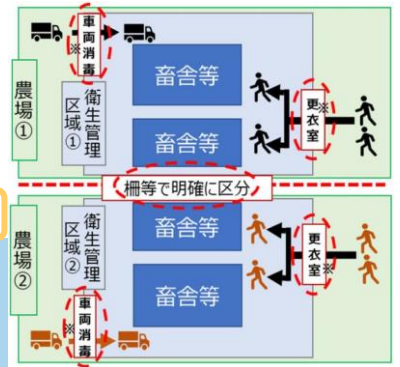 車両消毒
※
農場①
衛生管理区域①
畜舎等
畜舎等
更衣室
※
柵等で明確に区分
農場②
衛生管理区域②
畜舎等
畜舎等
更衣室
※
車両消毒
※